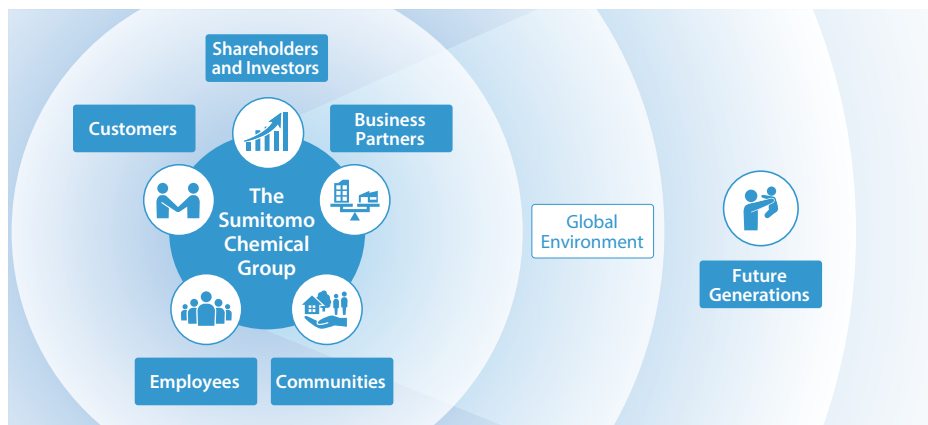 Shareholders
and Investors
Customers
Business
Partners
The
Sumitomo
Chemical
Group
Global
Environment
Future
Generations
Employees
Communities